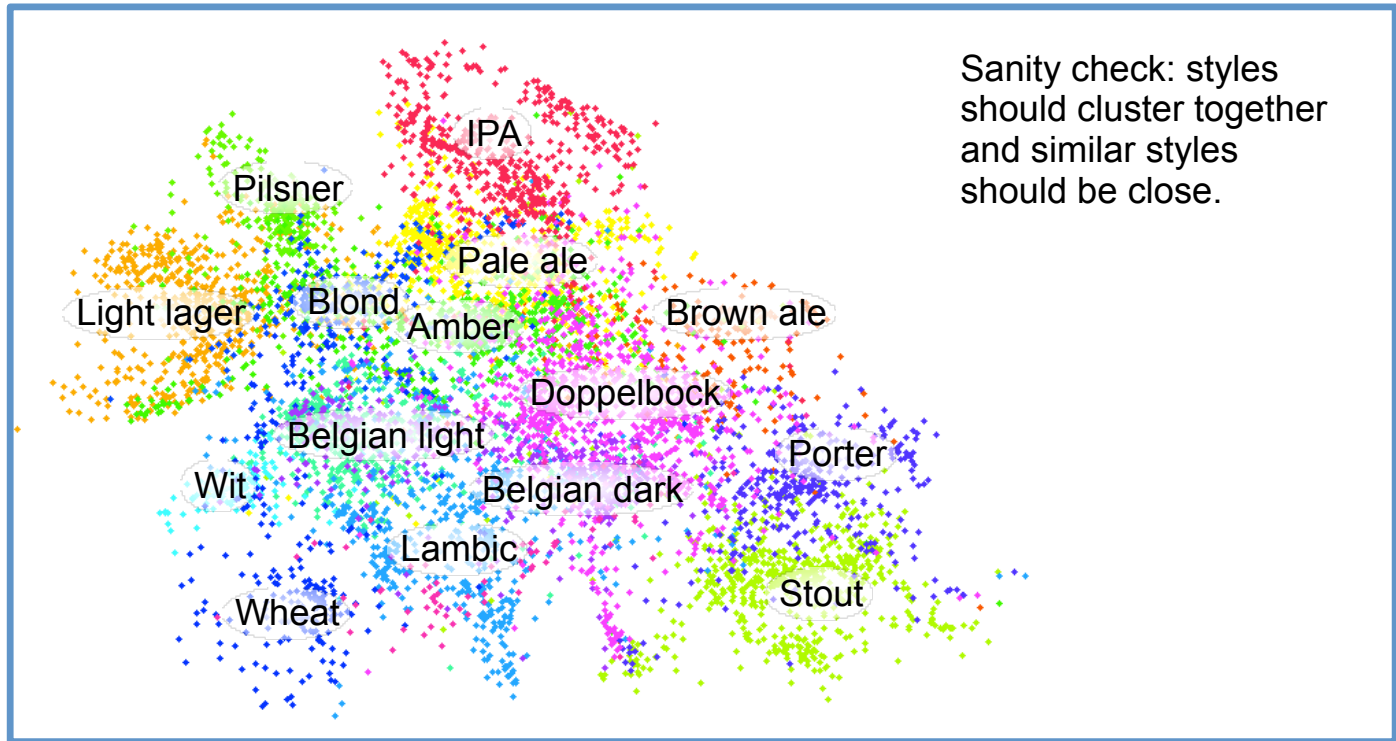 Sanity check: styles
should cluster together
and similar styles
should be close.
IPA
Pilsner
Pale ale
Light lager
Blond
Amber
Brown ale
Doppelbock
Belgian light
Porter
Wit
Belgian dark
Lambic
Stout
Wheat